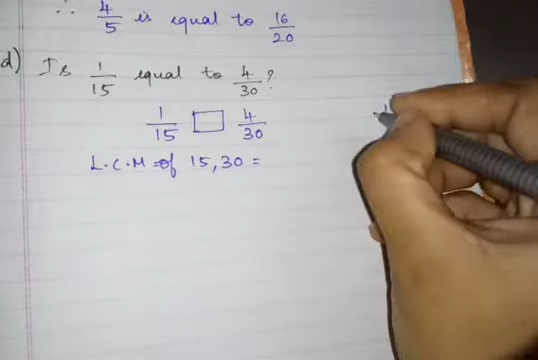 ∴ 4/5 is equal to 16/20
d) Is 1/15 equal to 4/30?
1/15 □ 4/30
L.C.M of 15, 30 =